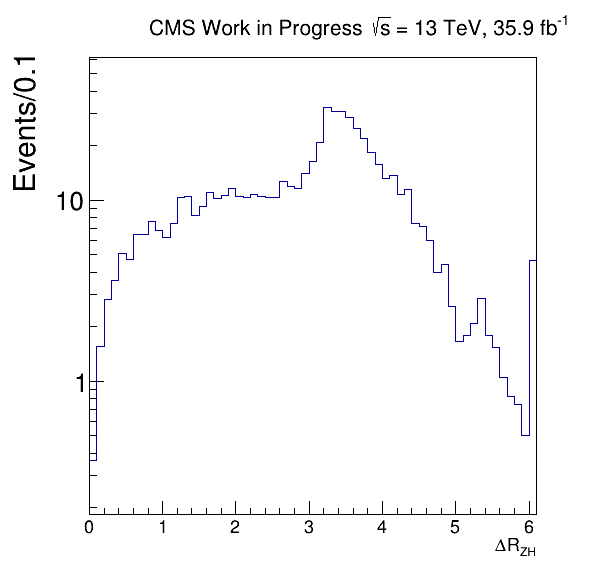 CMS Work in Progress √s = 13 TeV, 35.9 fb⁻¹
Events/0.1
10
1
0 1 2 3 4 5 6
ΔR_ZH